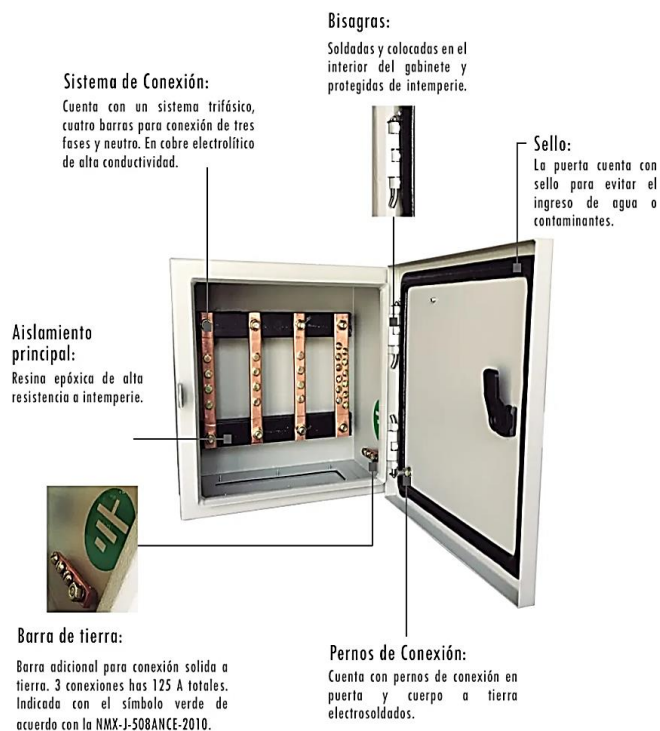 Bisagras:
Soldadas y colocadas en el
interior del gabinete y
protegidas de intemperie.
Sistema de Conexión:
Cuenta con un sistema trifásico,
cuatro barras para conexión de tres
fases y neutro. En cobre electrolítico
de alta conductividad.
Sello:
La puerta cuenta con
sello para evitar el
ingreso de agua o
contaminantes.
Aislamiento
principal:
Resina epóxica de alta
resistencia a intemperie.
Barra de tierra:
Barra adicional para conexión solida a
tierra. 3 conexiones has 125 A totales.
Indicada con el símbolo verde de
acuerdo con la NMX-J-508ANCE-2010.
Pernos de Conexión:
Cuenta con pernos de conexión en
puerta y cuerpo a tierra
electrosoldados.